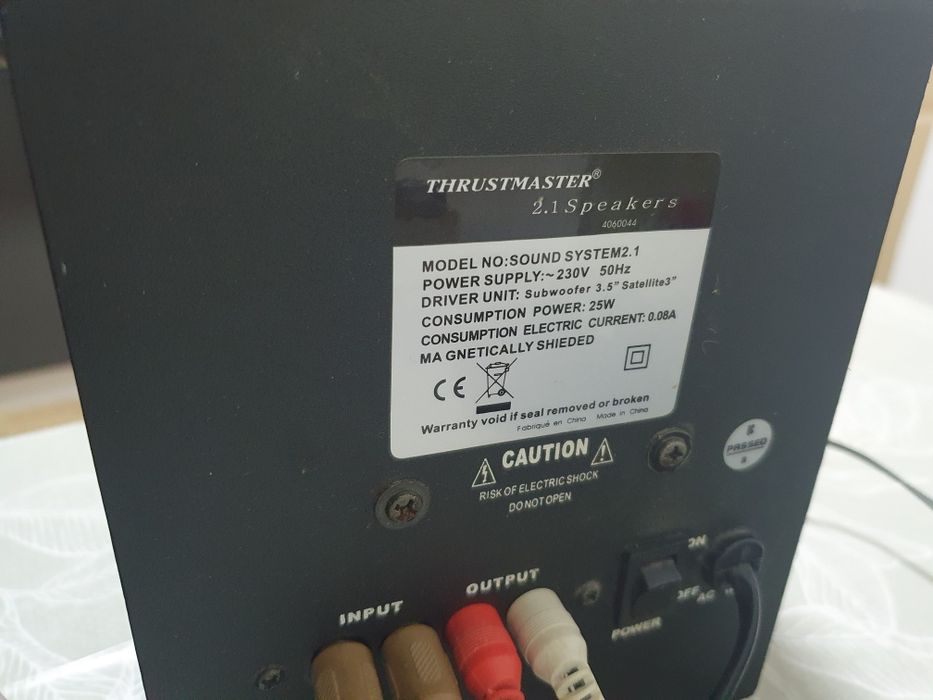 THRUSTMASTER®
2.1 Speakers
4060044
MODEL NO:SOUND SYSTEM2.1
POWER SUPPLY:~230V 50Hz
DRIVER UNIT: Subwoofer 3.5" Satellite3"
CONSUMPTION POWER: 25W
CONSUMPTION ELECTRIC CURRENT: 0.08A
MA GNETICALLY SHIEDED
CE
Warranty void if seal removed or broken
Fabriqué en China Made in China
CAUTION
RISK OF ELECTRIC SHOCK
DO NOT OPEN
PASSED
ON
OFF
AC
POWER
INPUT
OUTPUT